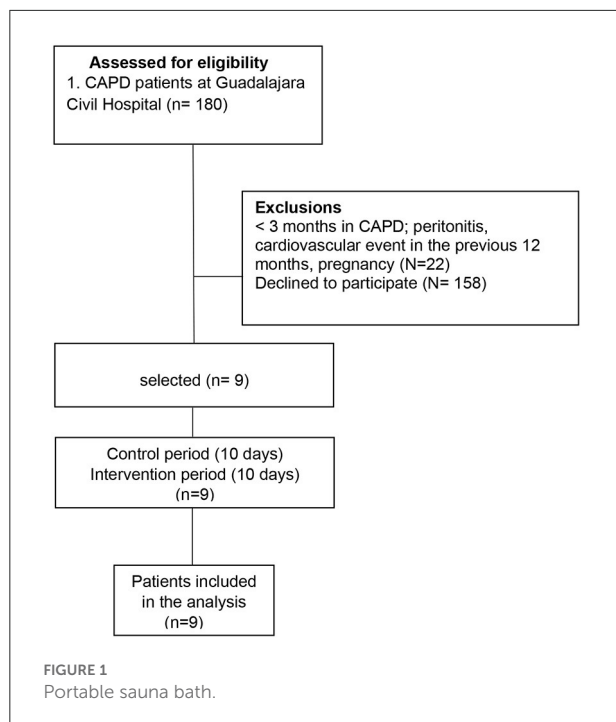 Assessed for eligibility
1. CAPD patients at Guadalajara
Civil Hospital (n= 180)
Exclusions
< 3 months in CAPD; peritonitis,
cardiovascular event in the previous 12
months, pregnancy (N=22)
Declined to participate (N= 158)
selected (n= 9)
Control period (10 days)
Intervention period (10 days)
(n=9)
Patients included
in the analysis
(n=9)
FIGURE 1
Portable sauna bath.